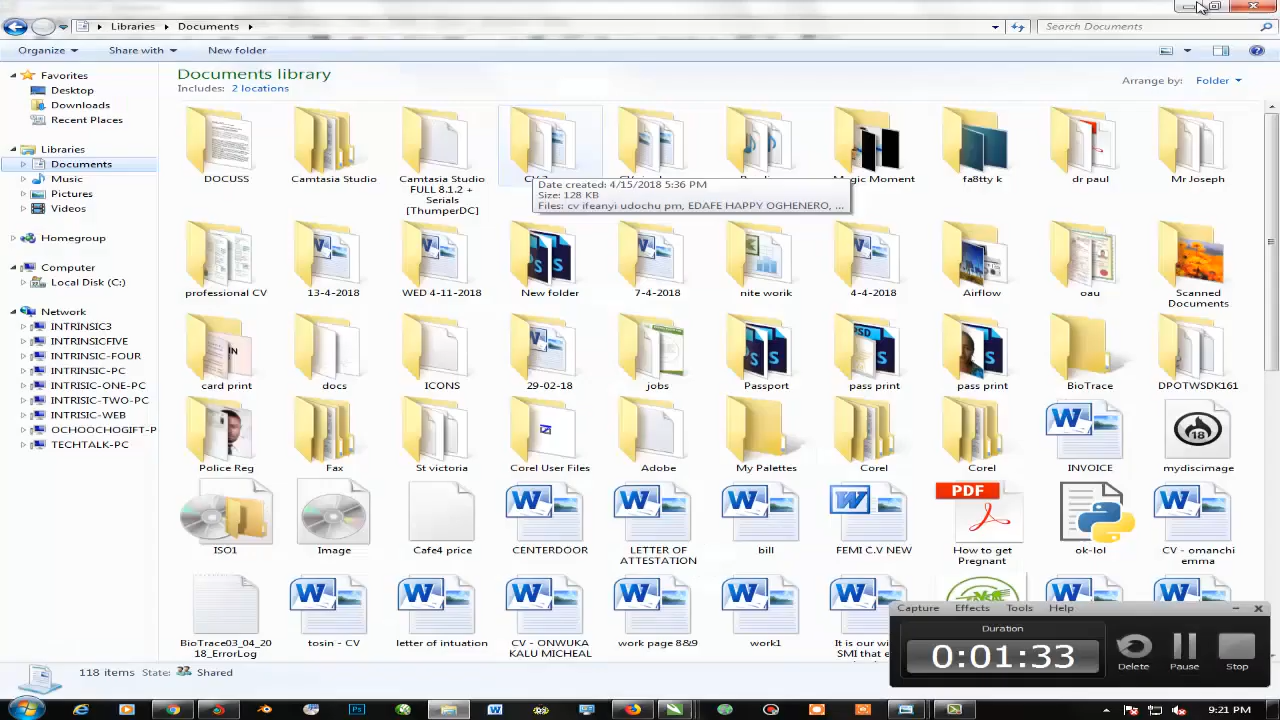 Libraries
Documents
Search Documents
Organize
Share with
New folder
Documents library
Includes: 2 locations
Arrange by: Folder
Favorites
Desktop
Downloads
Recent Places
Libraries
Documents
Music
Pictures
Videos
Homegroup
Computer
Local Disk (C:)
Network
INTRINSIC3
INTRINSICFIVE
INTRINSIC-FOUR
INTRINSIC-PC
INTRISIC-ONE-PC
INTRISIC-TWO-PC
INTRISIC-WEB
OCHOOCHOGIFT-P
TECHTALK-PC
DOCUSS
Camtasia Studio
Camtasia Studio
FULL 8.1.2 +
Serials
[ThumperDC]
Magic Moment
fa8tty k
dr paul
Mr Joseph
Date created: 4/15/2018 5:36 PM
Size: 128 KB
Files: cv ifeanyi udochu pm, EDAFE HAPPY OGHENERO, ...
professional CV
13-4-2018
WED 4-11-2018
New folder
7-4-2018
nite worik
4-4-2018
Airflow
oau
Scanned
Documents
card print
docs
ICONS
29-02-18
jobs
Passport
pass print
pass print
BioTrace
DPOTWSDK161
Police Reg
Fax
St victoria
Corel User Files
Adobe
My Palettes
Corel
Corel
INVOICE
mydiscimage
ISO1
Image
Cafe4 price
CENTERDOOR
LETTER OF
ATTESTATION
bill
FEMI C.V NEW
PDF
How to get
Pregnant
ok-lol
CV - omanchi
emma
BioTrace03_04_20
18_ErrorLog
tosin - CV
letter of intuation
CV - ONWUKA
KALU MICHEAL
work page 8&9
work1
It is our wi
SMI that e
Capture
Effects
Tools
Help
Duration
0:01:33
Delete
Pause
Stop
118 items
State:
Shared
9:21 PM